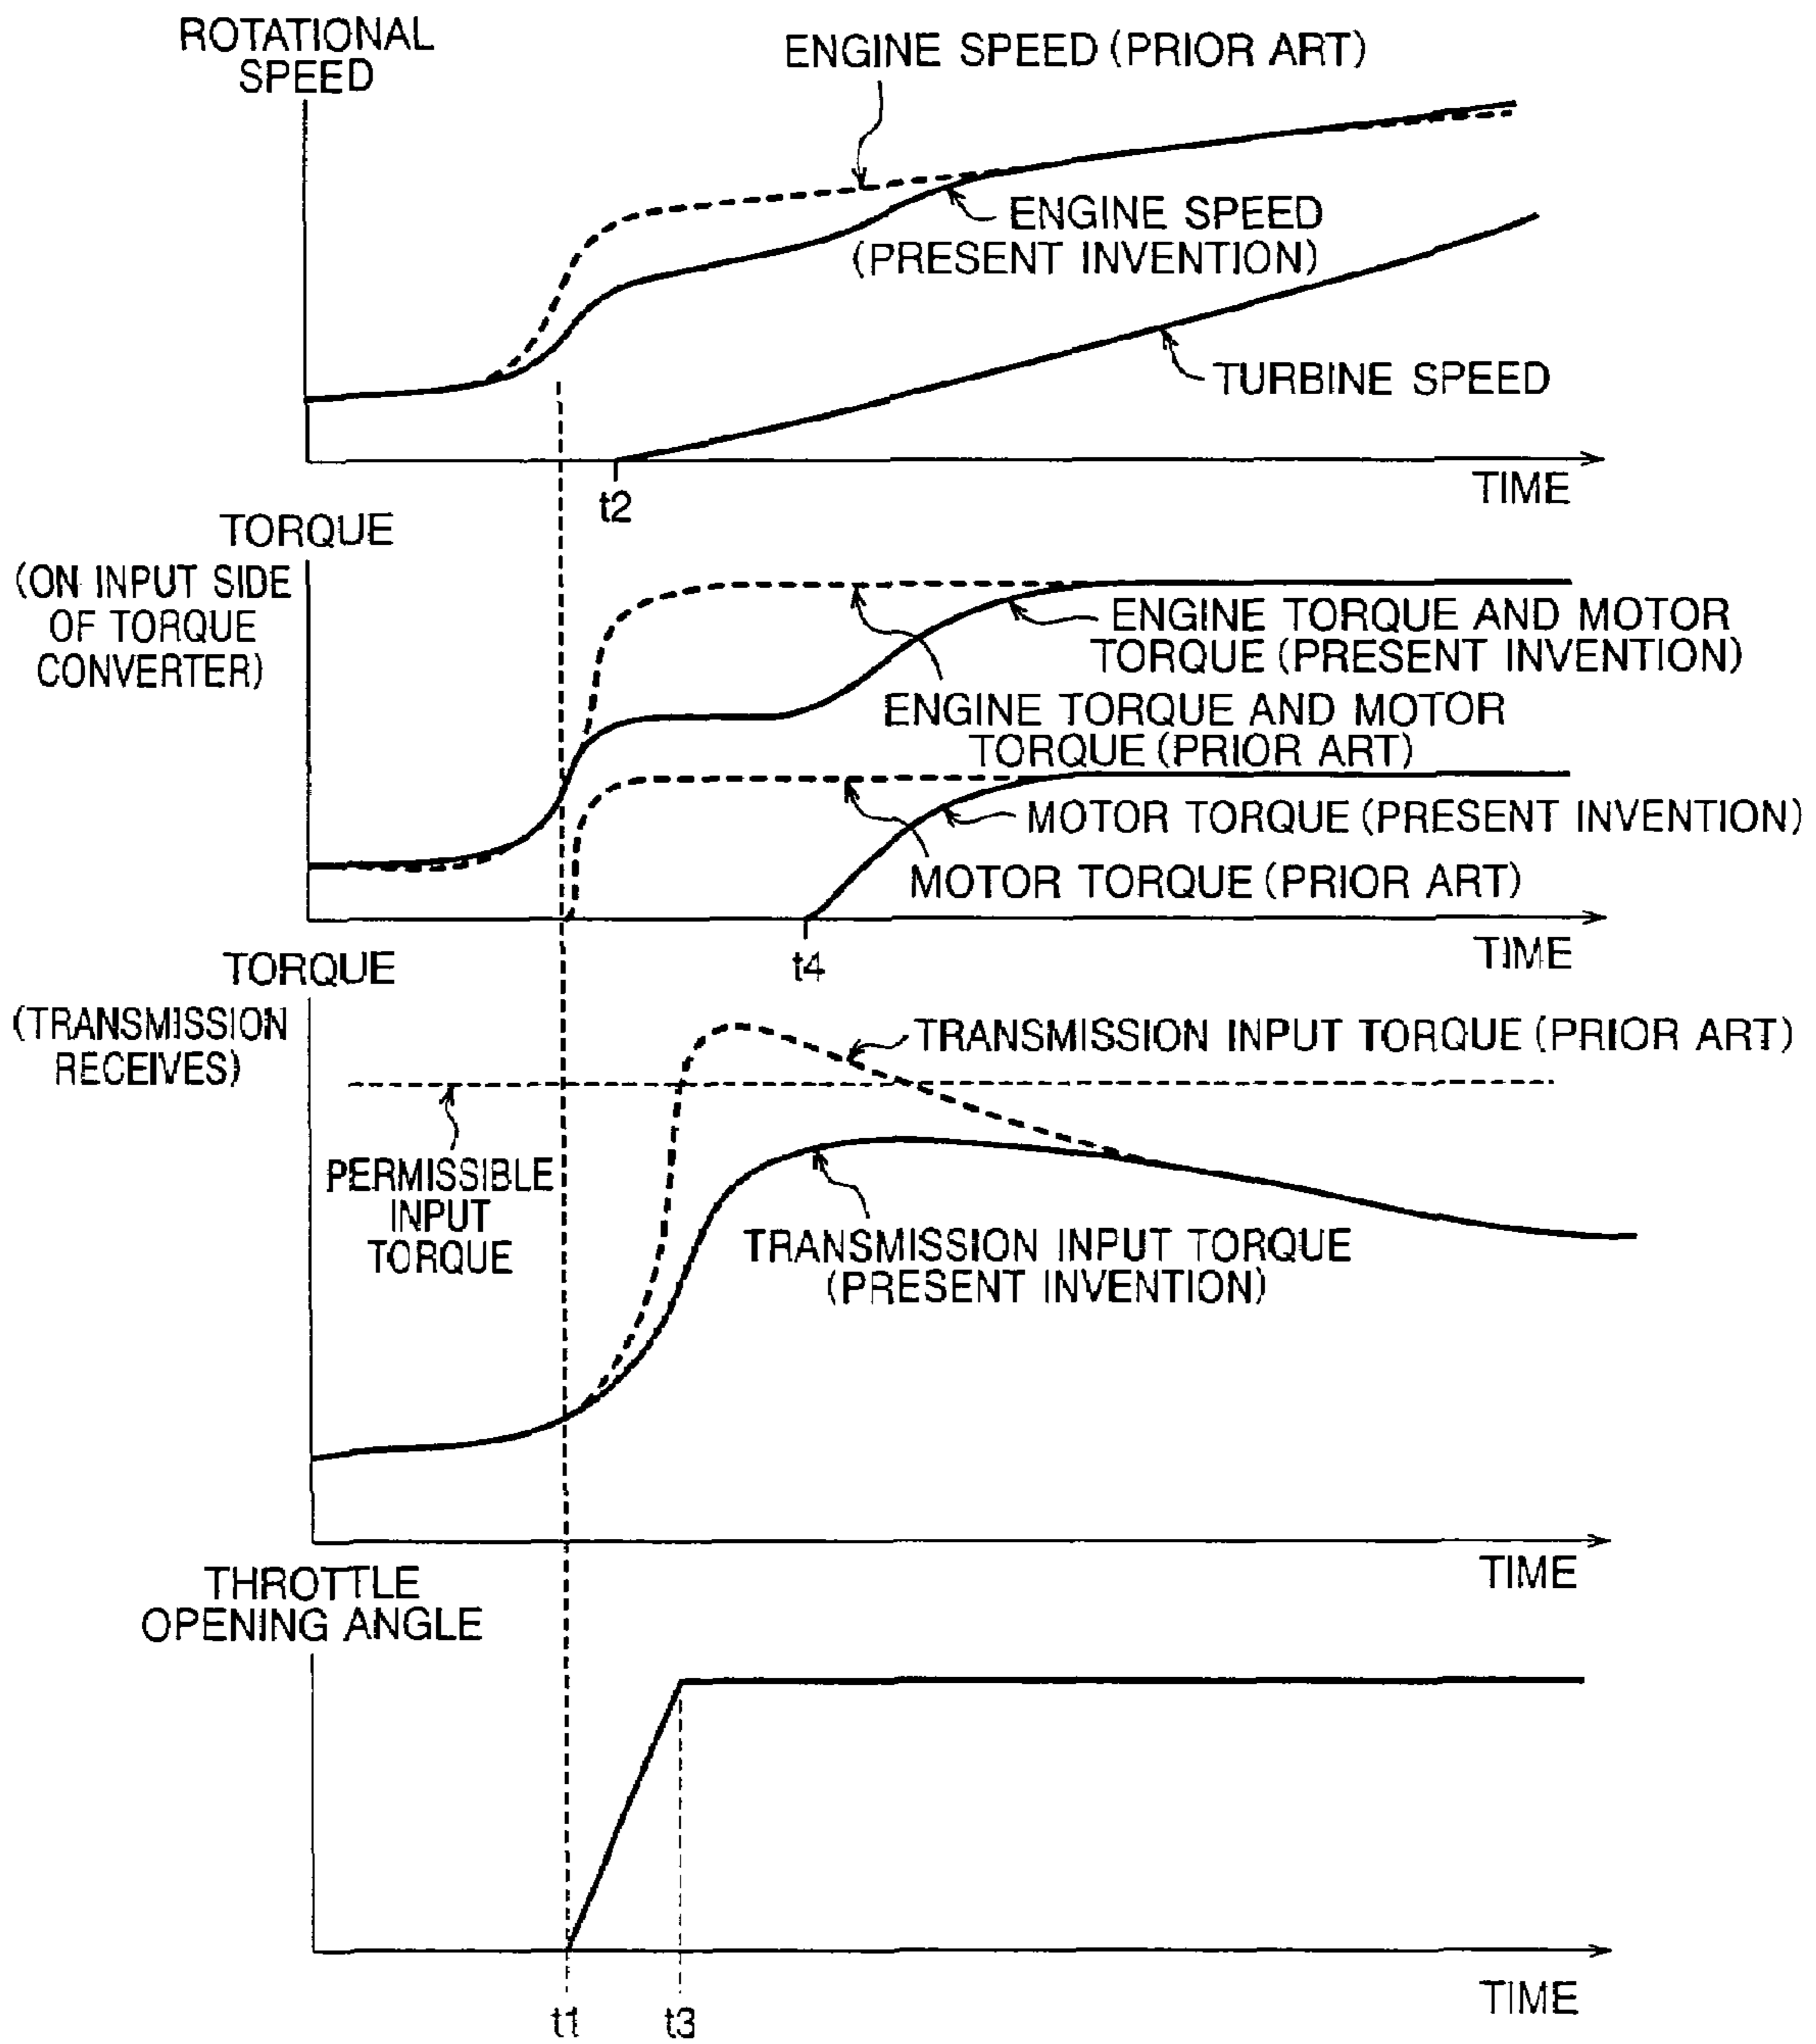 ROTATIONAL
SPEED
ENGINE SPEED (PRIOR ART)
ENGINE SPEED
(PRESENT INVENTION)
TURBINE SPEED
TIME
t2
TORQUE
(ON INPUT SIDE
OF TORQUE
CONVERTER)
ENGINE TORQUE AND MOTOR
TORQUE (PRESENT INVENTION)
ENGINE TORQUE AND MOTOR
TORQUE (PRIOR ART)
MOTOR TORQUE (PRESENT INVENTION)
MOTOR TORQUE (PRIOR ART)
TIME
t4
TORQUE
(TRANSMISSION
RECEIVES)
TRANSMISSION INPUT TORQUE (PRIOR ART)
PERMISSIBLE
INPUT
TORQUE
TRANSMISSION INPUT TORQUE
(PRESENT INVENTION)
TIME
THROTTLE
OPENING ANGLE
TIME
t1
t3